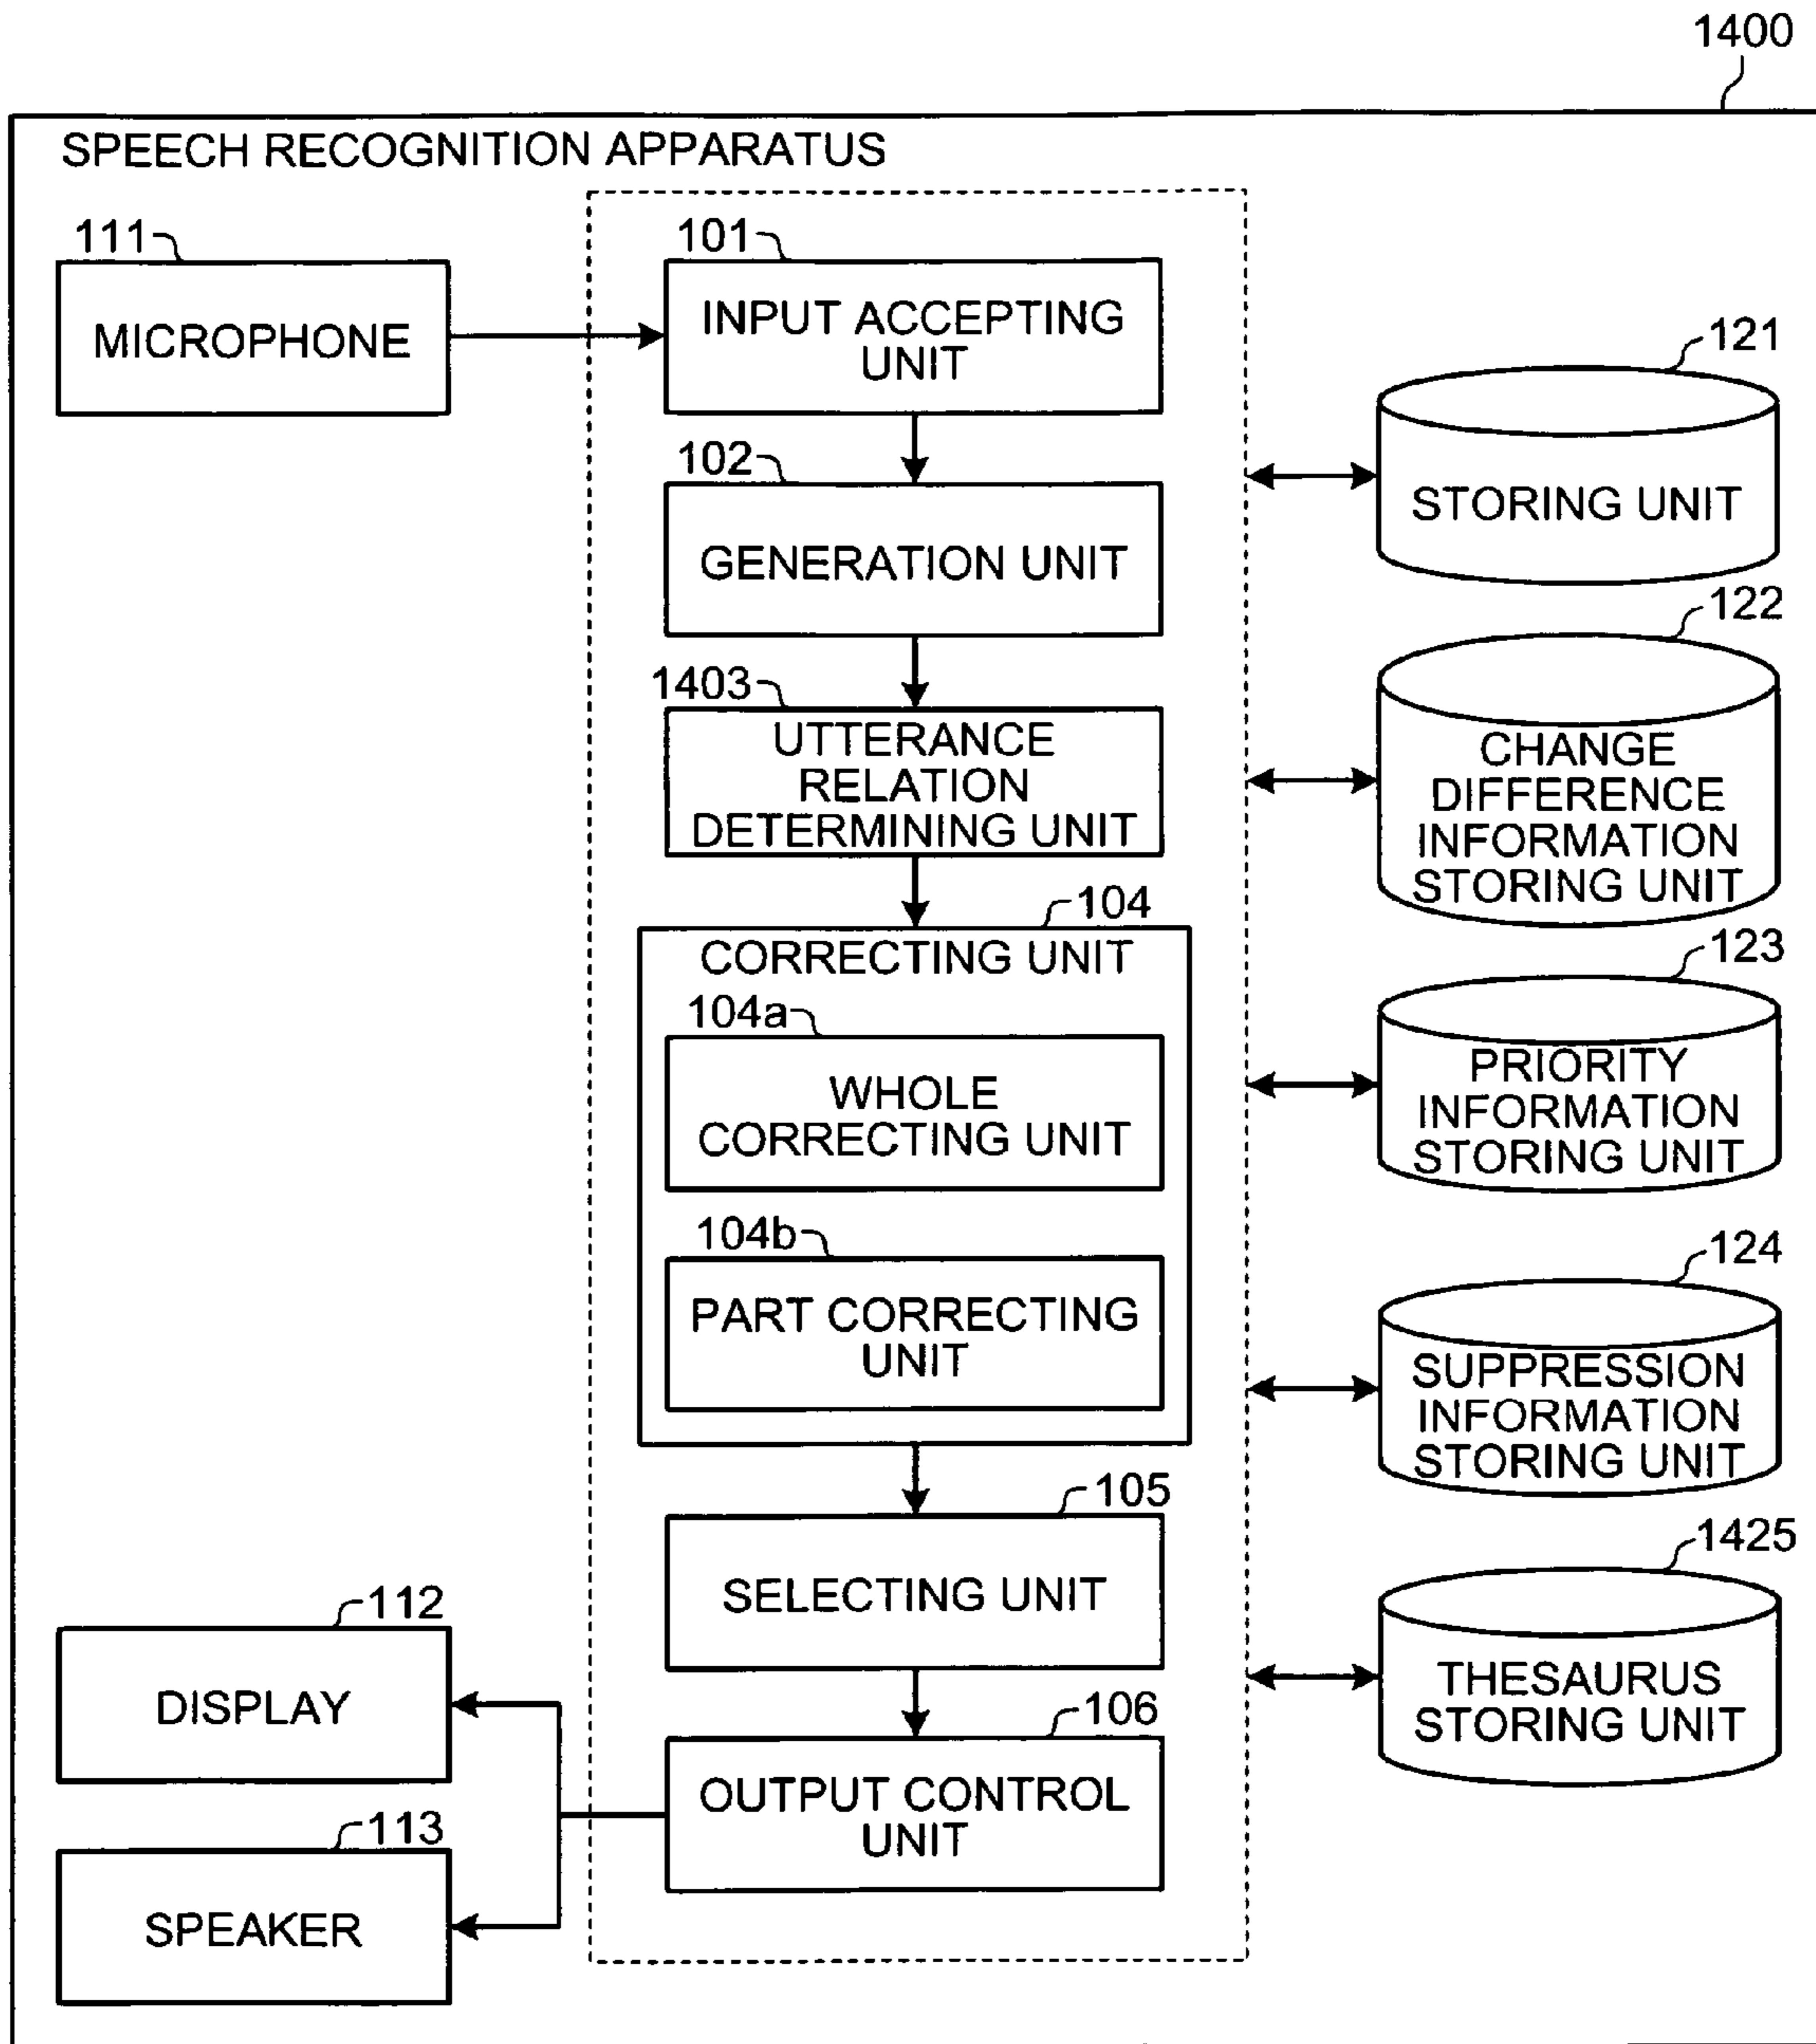 1400
SPEECH RECOGNITION APPARATUS
111
MICROPHONE
101
INPUT ACCEPTING
UNIT
121
STORING UNIT
102
GENERATION UNIT
122
CHANGE
DIFFERENCE
INFORMATION
STORING UNIT
1403
UTTERANCE
RELATION
DETERMINING UNIT
104
CORRECTING UNIT
123
PRIORITY
INFORMATION
STORING UNIT
104a
WHOLE
CORRECTING UNIT
104b
PART CORRECTING
UNIT
124
SUPPRESSION
INFORMATION
STORING UNIT
105
SELECTING UNIT
1425
THESAURUS
STORING UNIT
112
DISPLAY
106
OUTPUT CONTROL
UNIT
113
SPEAKER